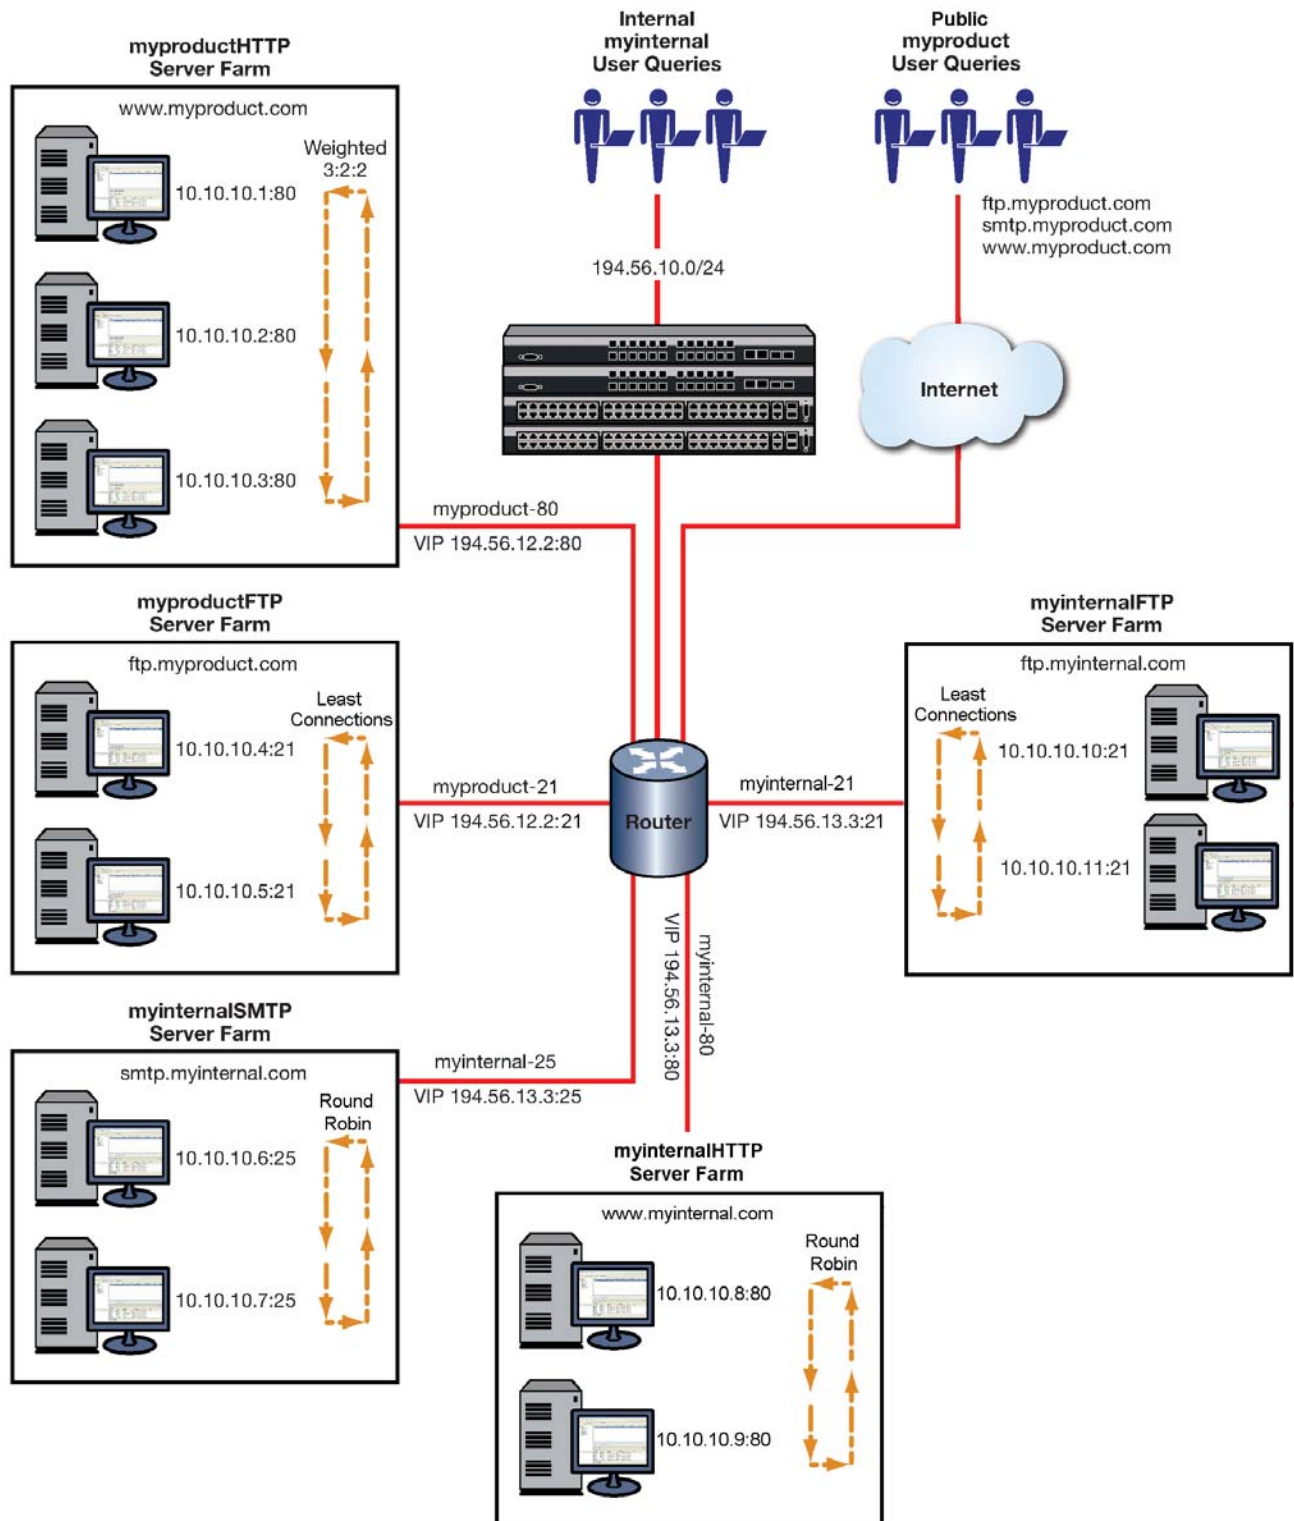 myproductHTTP
Server Farm
www.myproduct.com
Weighted
3:2:2
10.10.10.1:80
10.10.10.2:80
10.10.10.3:80
Internal
myinternal
User Queries
194.56.10.0/24
Public
myproduct
User Queries
ftp.myproduct.com
smtp.myproduct.com
www.myproduct.com
Internet
myproduct-80
VIP 194.56.12.2:80
myproductFTP
Server Farm
ftp.myproduct.com
Least
Connections
10.10.10.4:21
10.10.10.5:21
myproduct-21
VIP 194.56.12.2:21
Router
myinternal-21
VIP 194.56.13.3:21
myinternalFTP
Server Farm
ftp.myinternal.com
Least
Connections
10.10.10.10:21
10.10.10.11:21
myinternal-80
VIP 194.56.13.3:80
myinternalSMTP
Server Farm
smtp.myinternal.com
Round
Robin
10.10.10.6:25
10.10.10.7:25
myinternal-25
VIP 194.56.13.3:25
myinternalHTTP
Server Farm
www.myinternal.com
Round
Robin
10.10.10.8:80
10.10.10.9:80